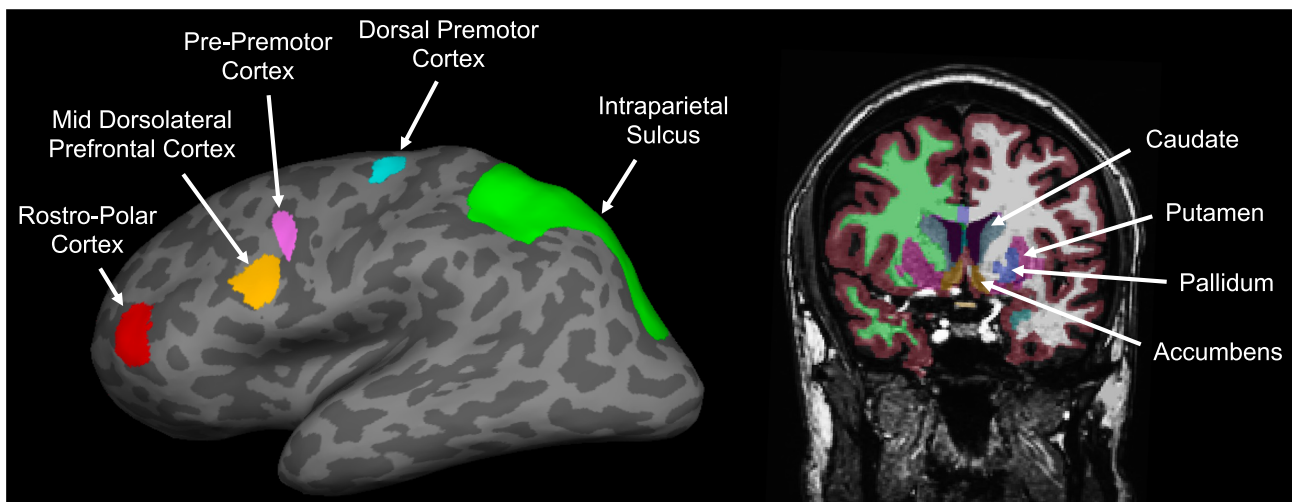 Dorsal Premotor
Cortex
Pre-Premotor
Cortex
Intraparietal
Sulcus
Mid Dorsolateral
Prefrontal Cortex
Rostro-Polar
Cortex
Caudate
Putamen
Pallidum
Accumbens